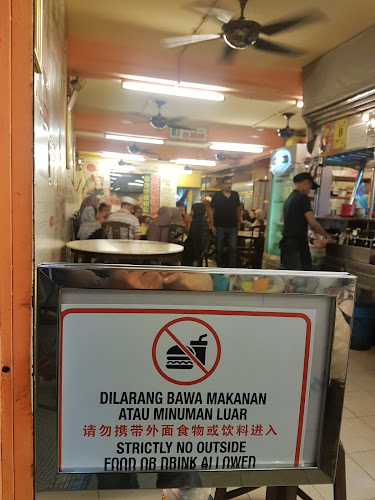 DILARANG BAWA MAKANAN
ATAU MINUMAN LUAR
请勿携带外面食物或饮料进入
STRICTLY NO OUTSIDE
FOOD OR DRINK ALLOWED